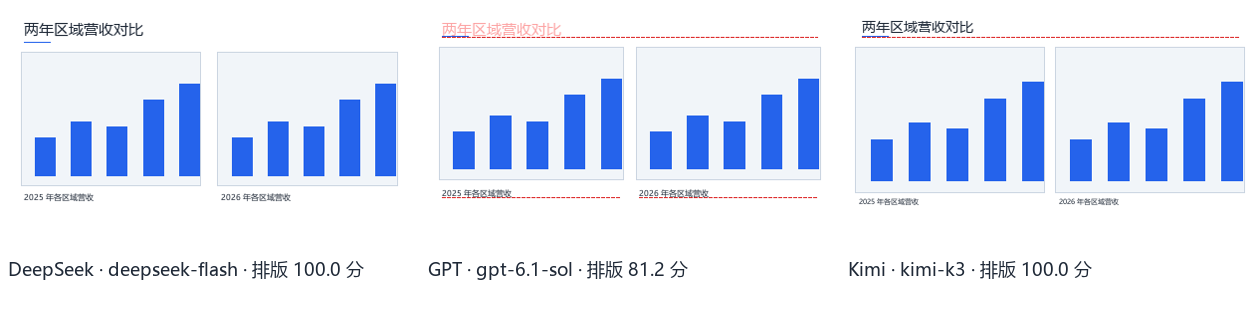 两年区域营收对比
2025 年各区域营收
2026 年各区域营收
DeepSeek · deepseek-flash · 排版 100.0 分
两年区域营收对比
2025 年各区域营收
2026 年各区域营收
GPT · gpt-6.1-sol · 排版 81.2 分
两年区域营收对比
2025 年各区域营收
2026 年各区域营收
Kimi · kimi-k3 · 排版 100.0 分